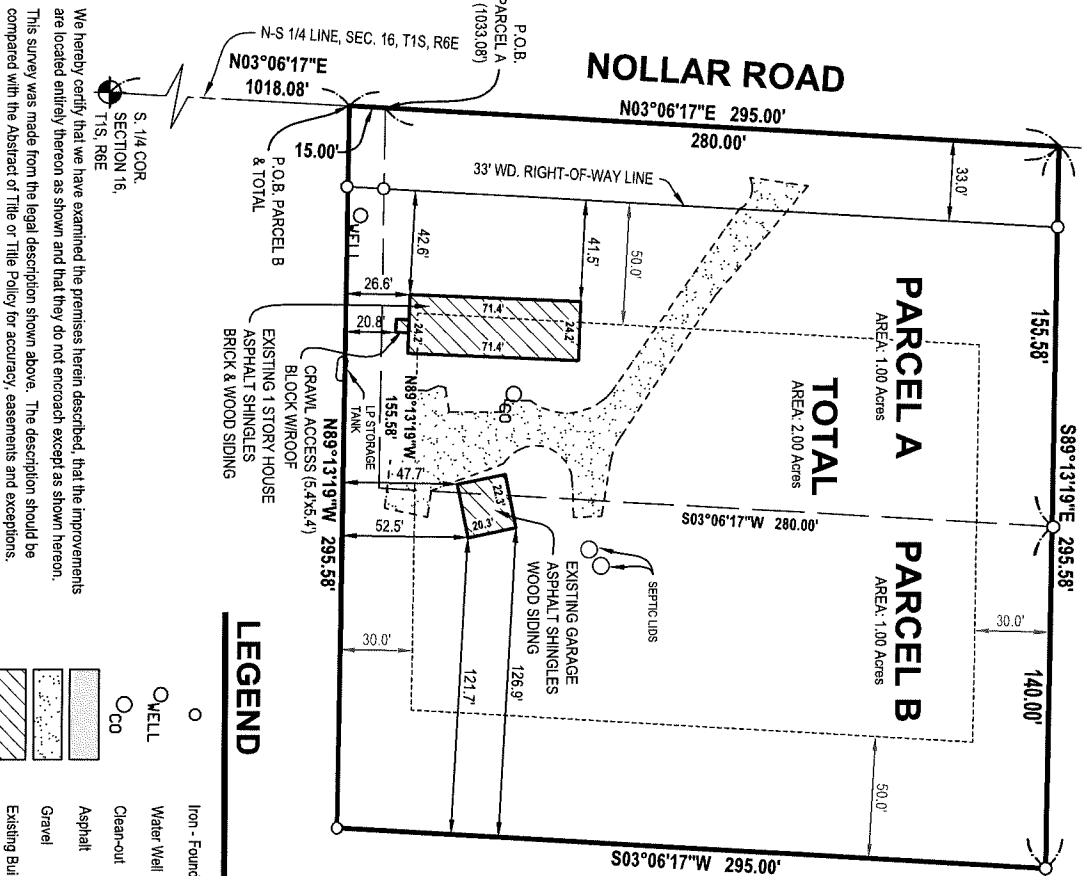 NOLLAR ROAD
N03°06'17"E 295.00'
280.00'
N-S 1/4 LINE, SEC. 16, T1S, R6E
N03°06'17"E
1018.08'
P.O.B.
PARCEL A
(1033.08')
15.00'
P.O.B. PARCEL B
& TOTAL
S. 1/4 COR.
SECTION 16,
T1S, R6E
33' WD. RIGHT-OF-WAY LINE
33.0'
WELL
42.6'
41.5'
50.0'
26.6'
20.8'
71.4'
24.2'
24.2'
71.4'
PARCEL A
AREA: 1.00 Acres
TOTAL
AREA: 2.00 Acres
PARCEL B
AREA: 1.00 Acres
155.58'
S89°13'19"E 295.58'
140.00'
S03°06'17"W 280.00'
CO
N89°13'19"W
155.58'
LP STORAGE
TANK
CRAWL ACCESS (5.4'x5.4')
BLOCK W/ROOF
EXISTING 1 STORY HOUSE
ASPHALT SHINGLES
BRICK & WOOD SIDING
47.7'
52.5'
22.3'
20.3'
SEPTIC LIDS
EXISTING GARAGE
ASPHALT SHINGLES
WOOD SIDING
N89°13'19"W 295.58'
30.0'
30.0'
126.9'
121.7'
50.0'
S03°06'17"W 295.00'
We hereby certify that we have examined the premises herein described, that the improvements
are located entirely thereon as shown and that they do not encroach except as shown hereon.
This survey was made from the legal description shown above. The description should be
compared with the Abstract of Title or Title Policy for accuracy, easements and exceptions.
LEGEND
Iron - Found
WELL
Water Well
CO
Clean-out
Asphalt
Gravel
Existing Bui